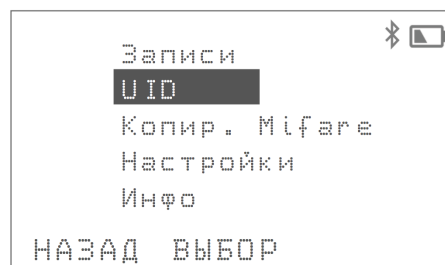 Записи
UID
Копир. Mifare
Настройки
Инфо
НАЗАД ВЫБОР